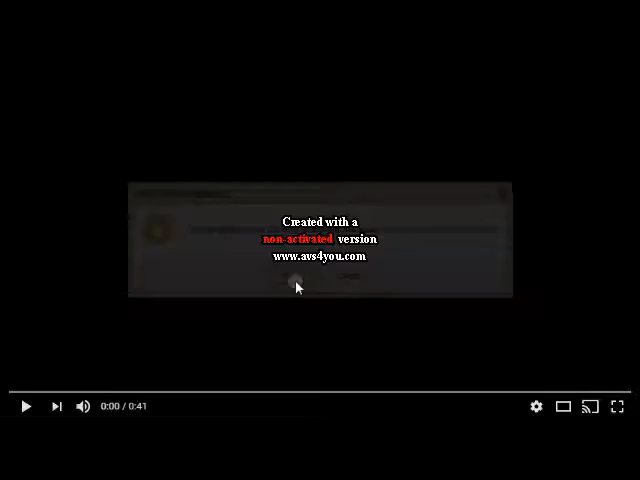 Created with a
non-activated version
www.avs4you.com
0:00 / 0:41